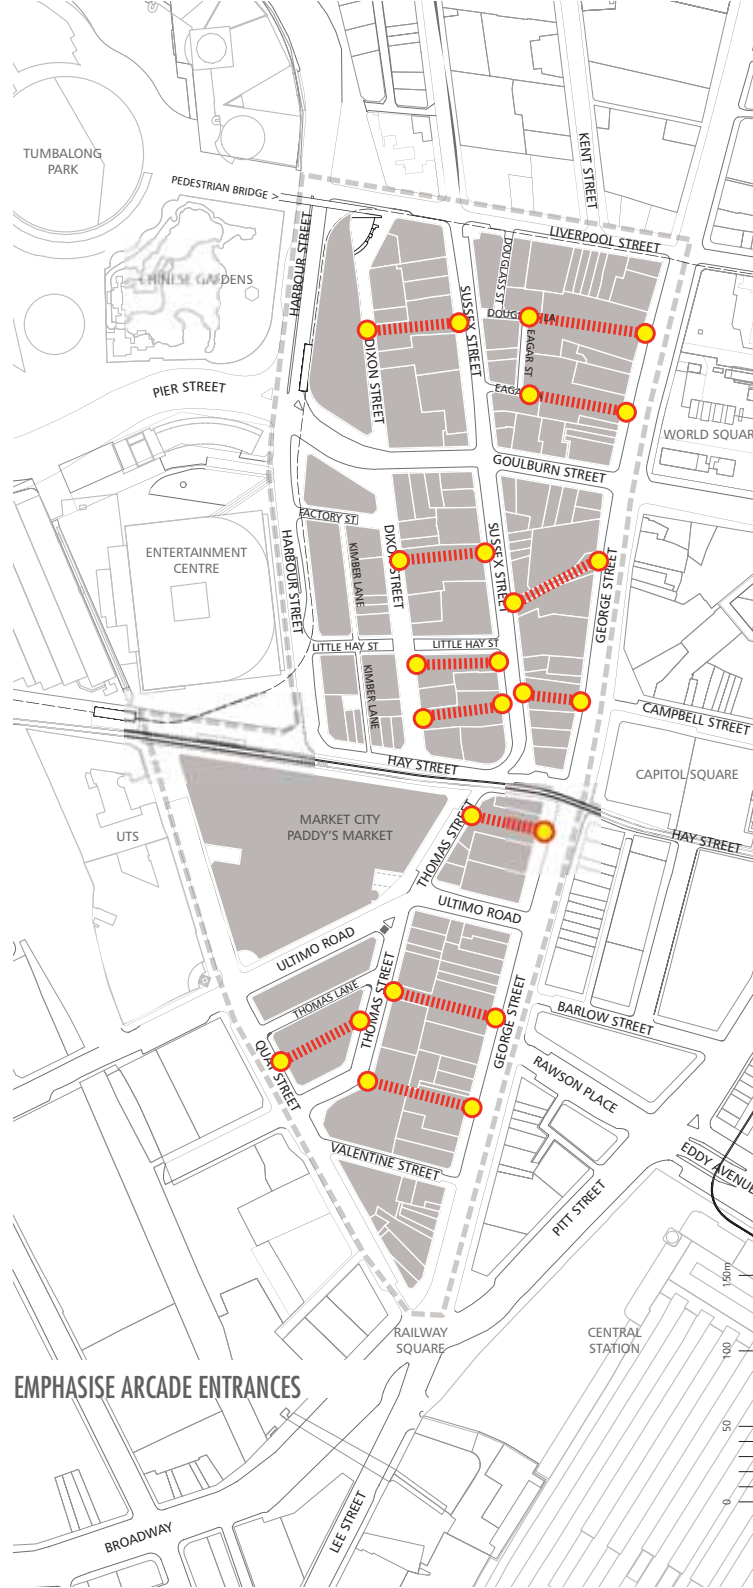 KENT STREET
TUMBALONG
PARK
PEDESTRIAN BRIDGE >
LIVERPOOL STREET
HARBOUR STREET
DOUGLASS ST
CHINESE GARDENS
SUSSEX STREET
DIXON STREET
EAGAR ST
PIER STREET
WORLD SQUAR
GOULBURN STREET
FACTORY ST
ENTERTAINMENT
CENTRE
HARBOUR STREET
KIMBER LANE
STREET
SUSSEX STREET
GEORGE STREET
LITTLE HAY ST
LITTLE HAY ST
KIMBER LANE
CAMPBELL STREET
HAY STREET
CAPITOL SQUARE
MARKET CITY
PADDY'S MARKET
UTS
THOMAS STREET
HAY STREET
ULTIMO ROAD
ULTIMO ROAD
THOMAS LANE
THOMAS STREET
GEORGE STREET
BARLOW STREET
QUAY STREET
RAWSON PLACE
VALENTINE STREET
EDDY AVENUE
PITT STREET
150m
100
50
0
RAILWAY
SQUARE
CENTRAL
STATION
EMPHASISE ARCADE ENTRANCES
BROADWAY
LEE STREET